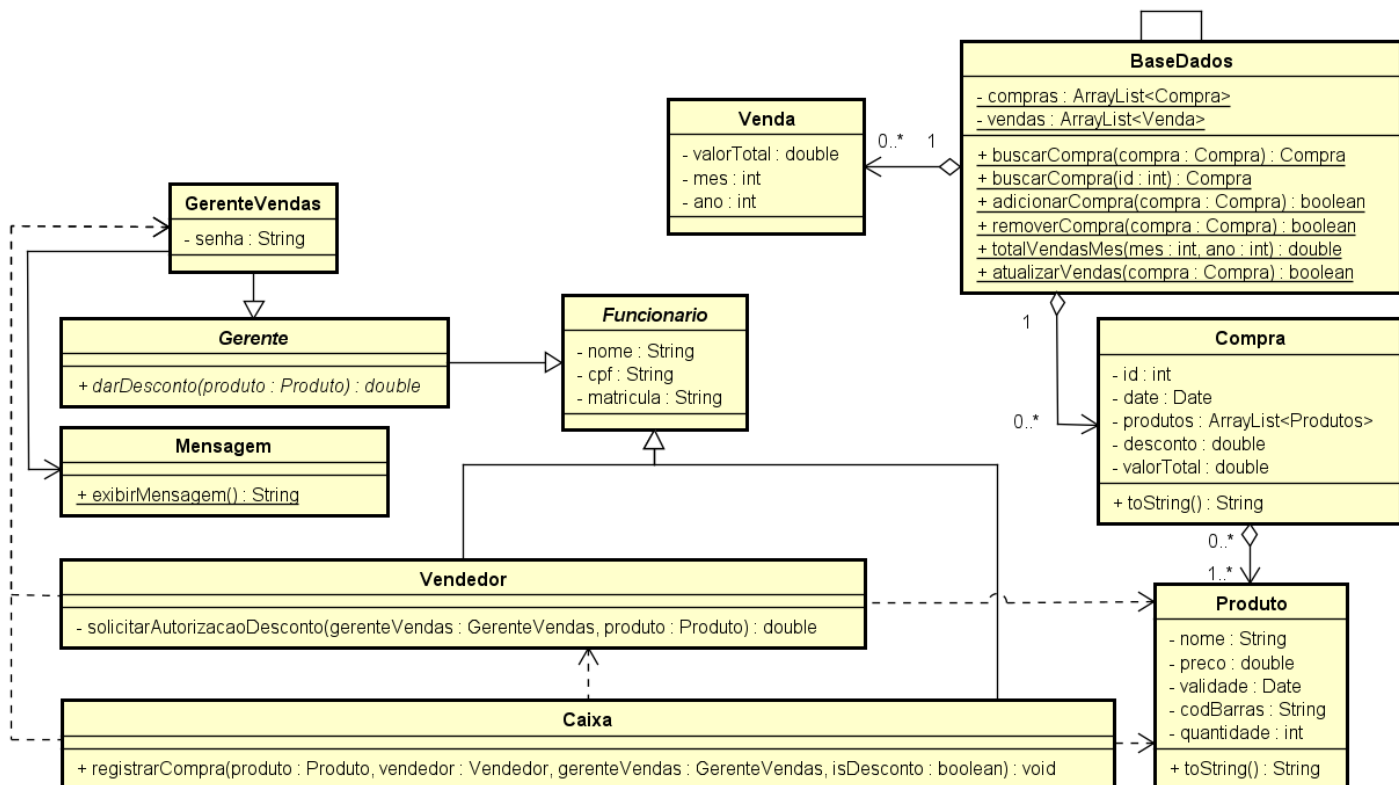 BaseDados
- compras : ArrayList<Compra>
- vendas : ArrayList<Venda>
+ buscarCompra(compra : Compra) : Compra
+ buscarCompra(id : int) : Compra
+ adicionarCompra(compra : Compra) : boolean
+ removerCompra(compra : Compra) : boolean
+ totalVendasMes(mes : int, ano : int) : double
+ atualizarVendas(compra : Compra) : boolean
Venda
- valorTotal : double
- mes : int
- ano : int
0..*
1
GerenteVendas
- senha : String
Gerente
+ darDesconto(produto : Produto) : double
Funcionario
- nome : String
- cpf : String
- matricula : String
1
0..*
Compra
- id : int
- date : Date
- produtos : ArrayList<Produtos>
- desconto : double
- valorTotal : double
+ toString() : String
Mensagem
+ exibirMensagem() : String
0..*
1..*
Vendedor
- solicitarAutorizacaoDesconto(gerenteVendas : GerenteVendas, produto : Produto) : double
Produto
- nome : String
- preco : double
- validade : Date
- codBarras : String
- quantidade : int
+ toString() : String
Caixa
+ registrarCompra(produto : Produto, vendedor : Vendedor, gerenteVendas : GerenteVendas, isDesconto : boolean) : void